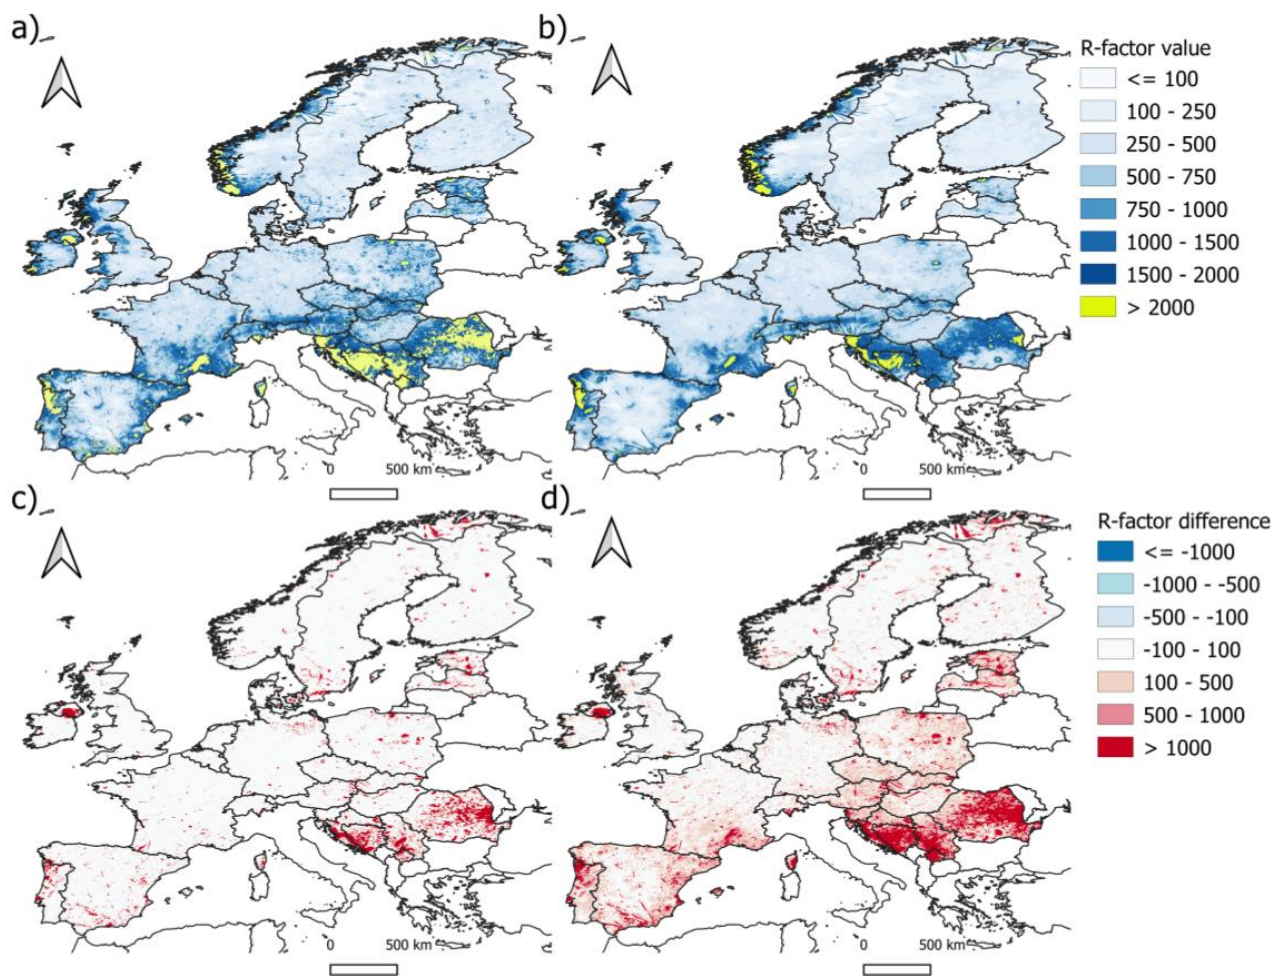 a)
b)
R-factor value
<= 100
100 - 250
250 - 500
500 - 750
750 - 1000
1000 - 1500
1500 - 2000
> 2000
0 500 km
0 500 km
c)
d)
R-factor difference
<= -1000
-1000 - -500
-500 - -100
-100 - 100
100 - 500
500 - 1000
> 1000
0 500 km
0 500 km